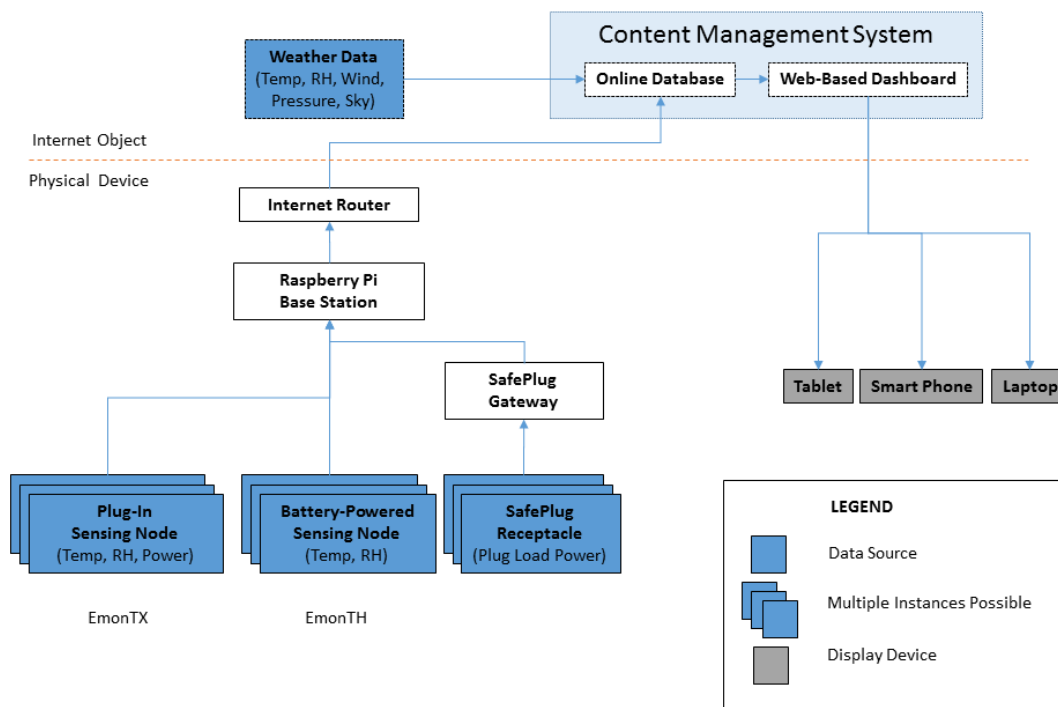 Content Management System
Weather Data
(Temp, RH, Wind,
Pressure, Sky)
Online Database
Web-Based Dashboard
Internet Object
Physical Device
Internet Router
Raspberry Pi
Base Station
SafePlug
Gateway
Tablet
Smart Phone
Laptop
Plug-In
Sensing Node
(Temp, RH, Power)
Battery-Powered
Sensing Node
(Temp, RH)
SafePlug
Receptacle
(Plug Load Power)
EmonTX
EmonTH
LEGEND
Data Source
Multiple Instances Possible
Display Device